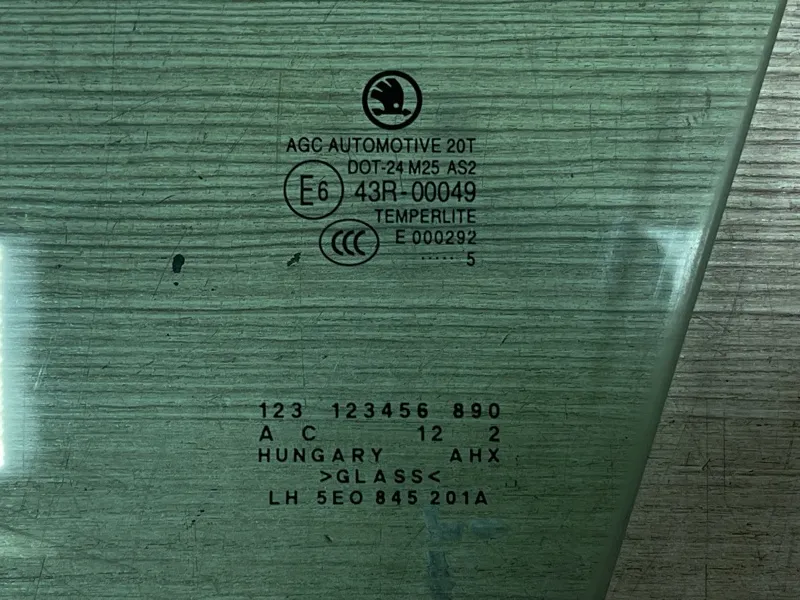 AGC AUTOMOTIVE 20T
DOT-24 M25 AS2
E6 43R-00049
TEMPERLITE
CCC E 000292
..... 5
123 123456 890
A C 12 2
HUNGARY AHX
>GLASS<
LH 5E0 845 201A